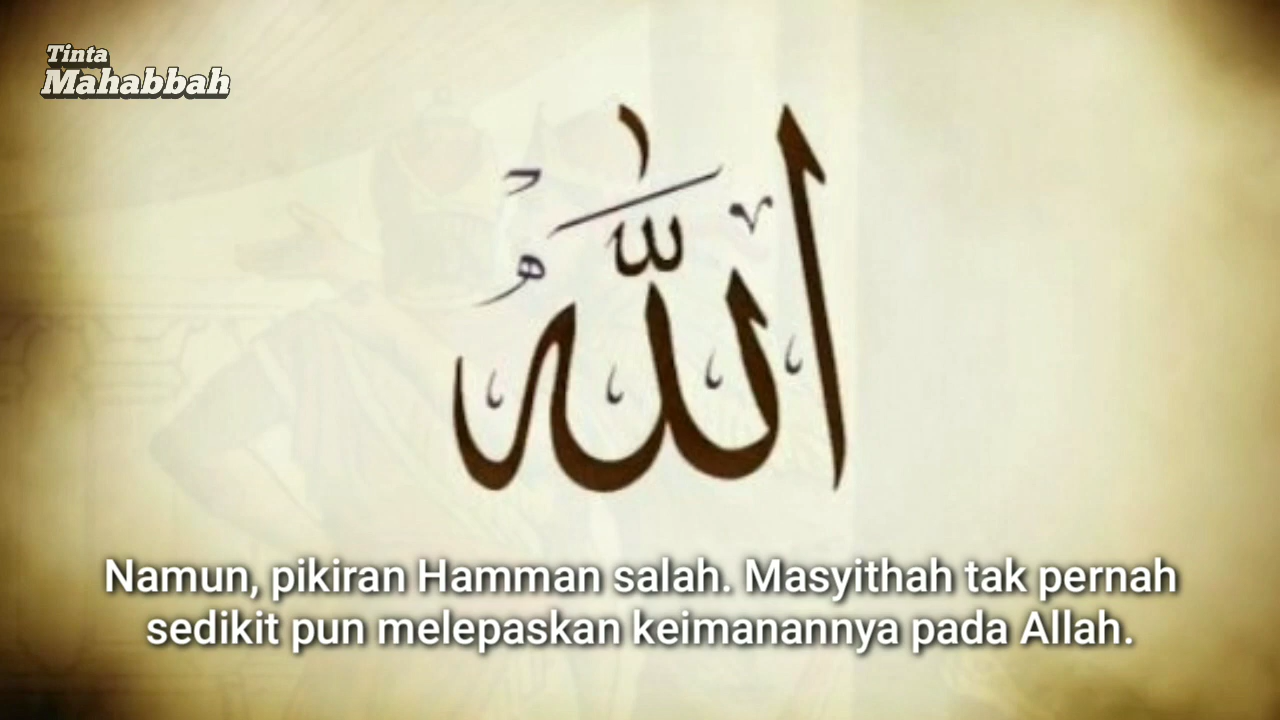 Tinta
Mahabbah
الله
Namun, pikiran Hamman salah. Masyithah tak pernah
sedikit pun melepaskan keimanannya pada Allah.